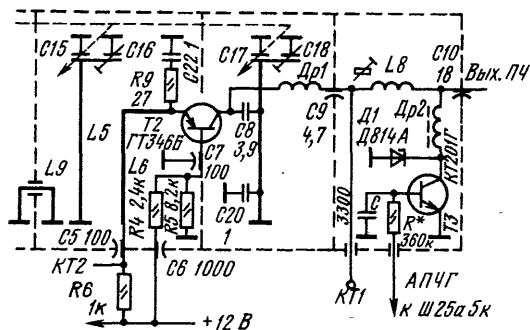 C15
C16
C22 1
C17
C18
Др1
L8
C10
18
Вых. ПЧ
R9
27
L5
T2
ГТ346Б
C8
3,9
C9
4,7
Др2
Д1
Д814А
КТ201Г
C7
100
L9
L6
R4 2,4к
R5 8,2к
C20
1
3300
C
R*
360к
T3
C5 100
C6 1000
КТ2
R6
1к
КТ1
АПЧГ
к Ш25а 5к
+12 В